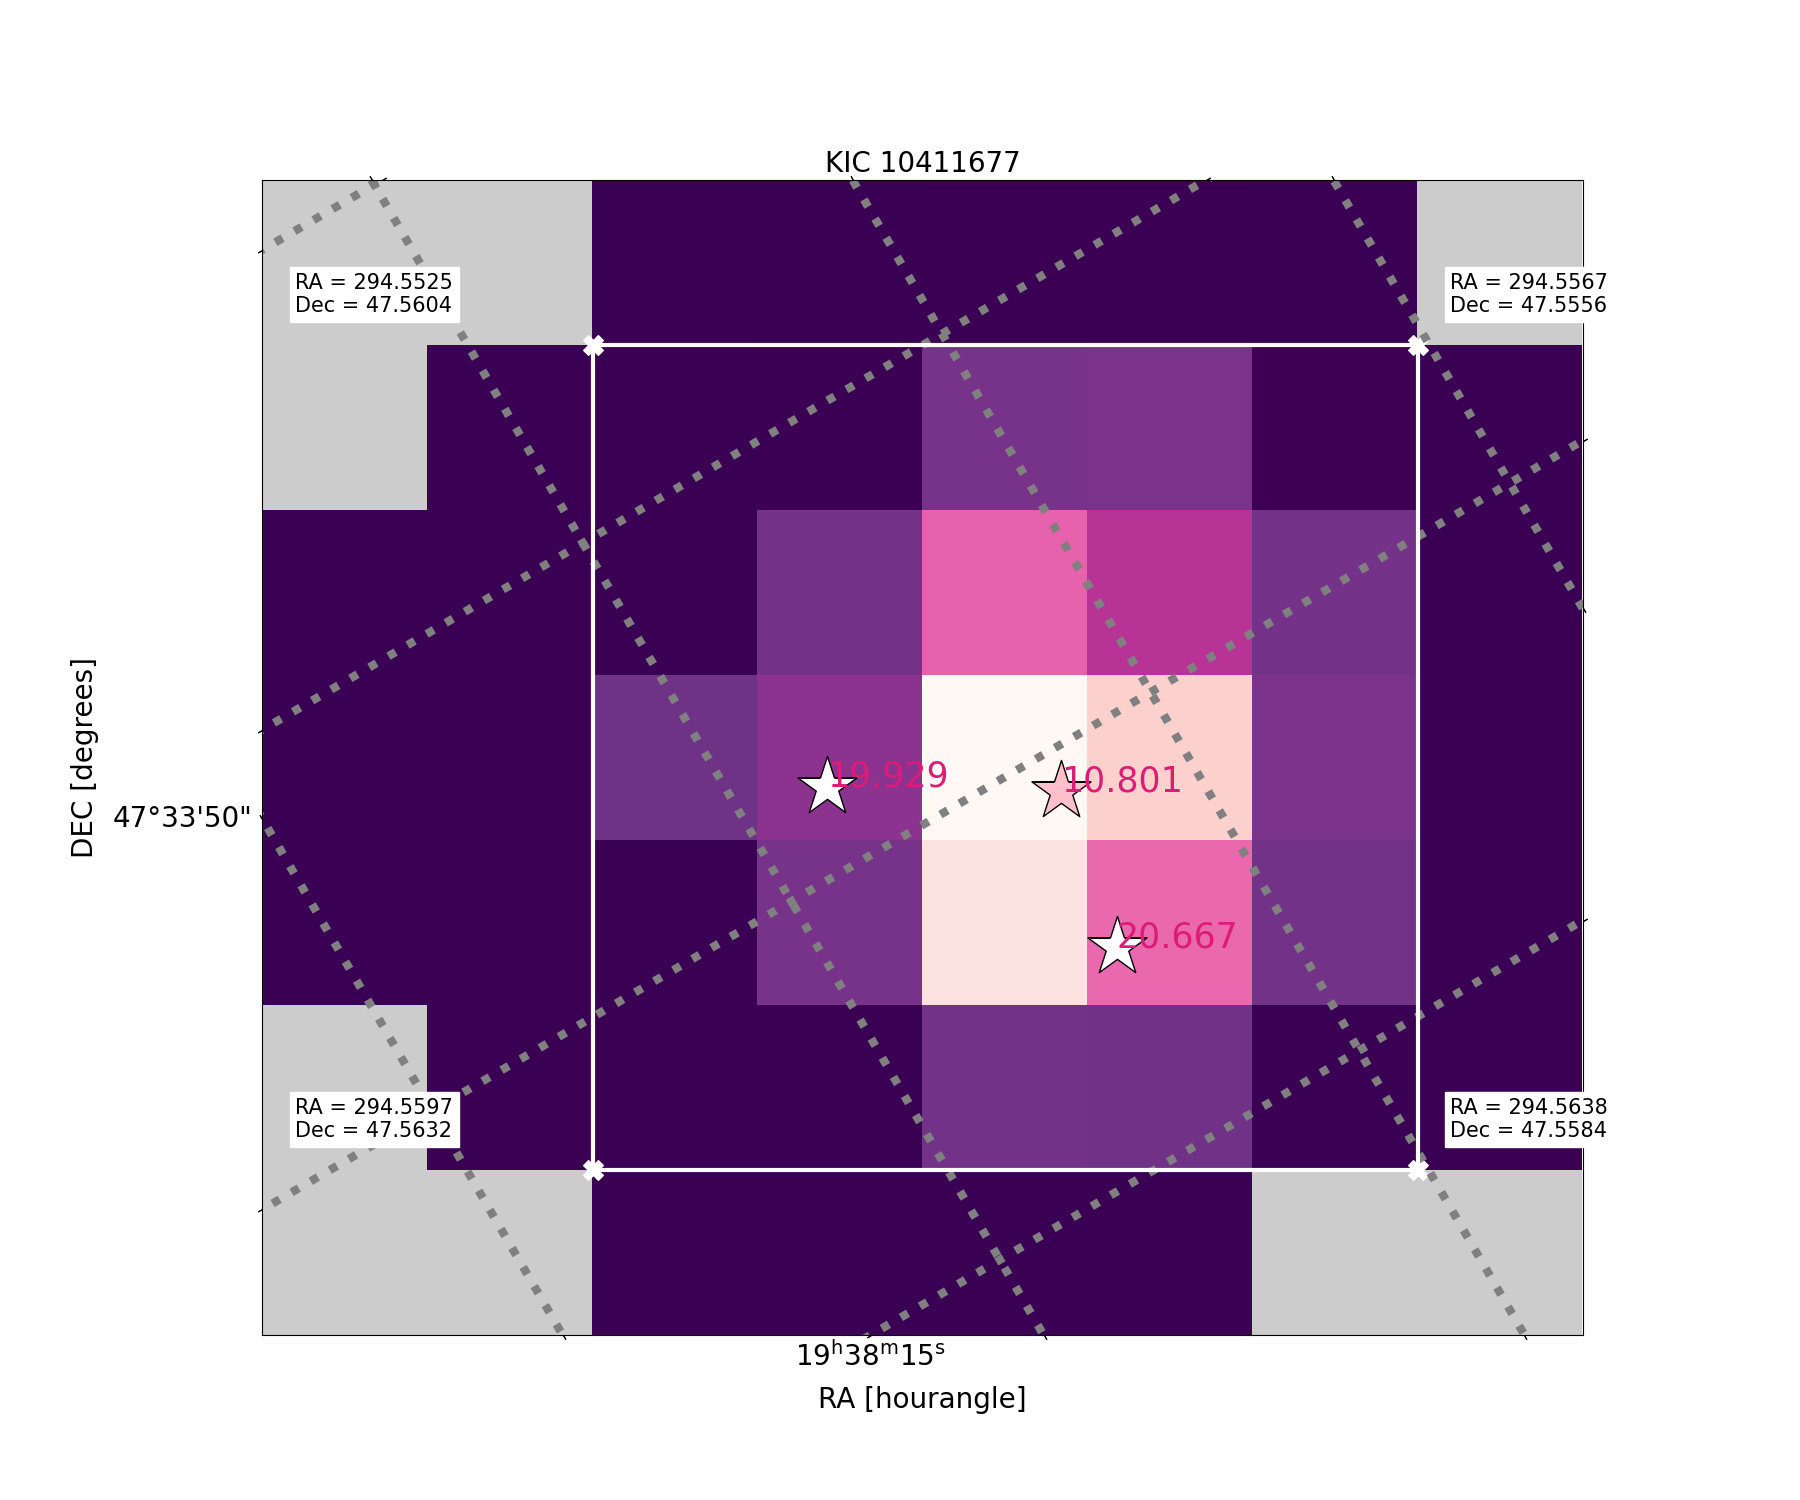 KIC 10411677
RA = 294.5525
Dec = 47.5604
RA = 294.5567
Dec = 47.5556
19.929
10.801
20.667
DEC [degrees]
47°33'50"
RA = 294.5597
Dec = 47.5632
RA = 294.5638
Dec = 47.5584
19h38m15s
RA [hourangle]